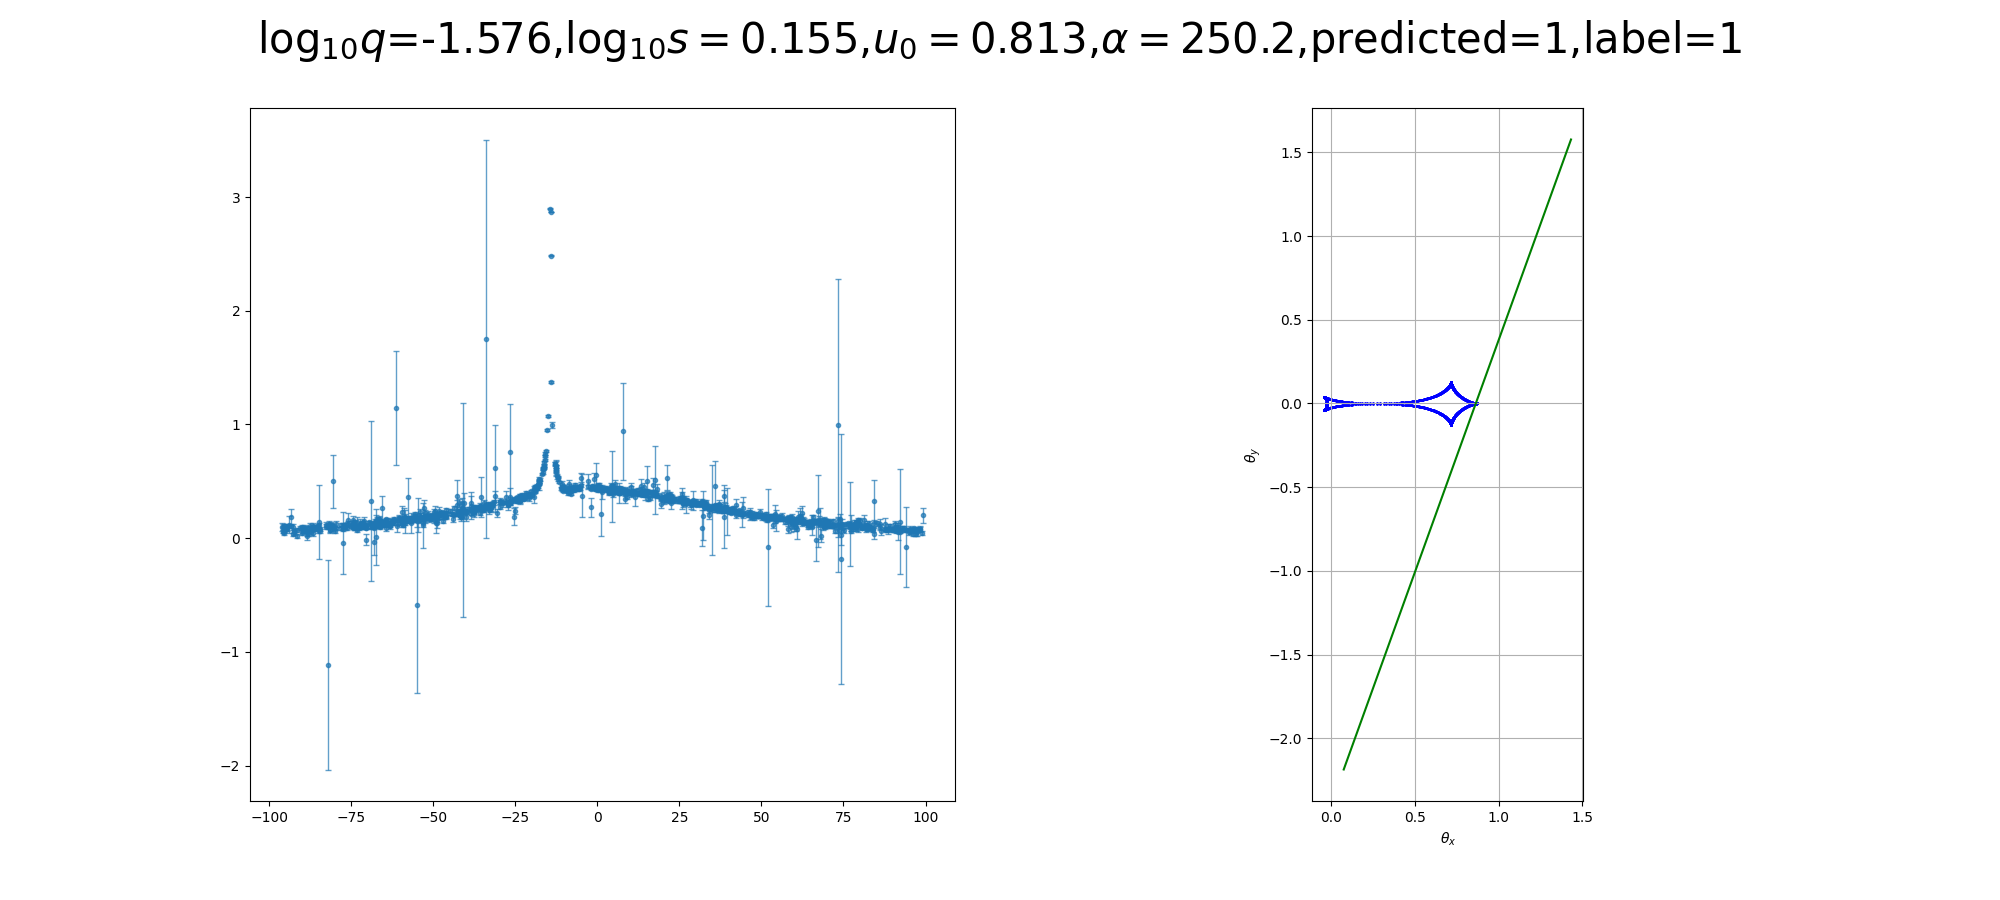 log₁₀q=-1.576,log₁₀s = 0.155,u₀ = 0.813,α = 250.2,predicted=1,label=1
3
2
1
0
−1
−2
−100 −75 −50 −25 0 25 50 75 100
1.5
1.0
0.5
0.0
−0.5
−1.0
−1.5
−2.0
θy
0.0 0.5 1.0 1.5
θx